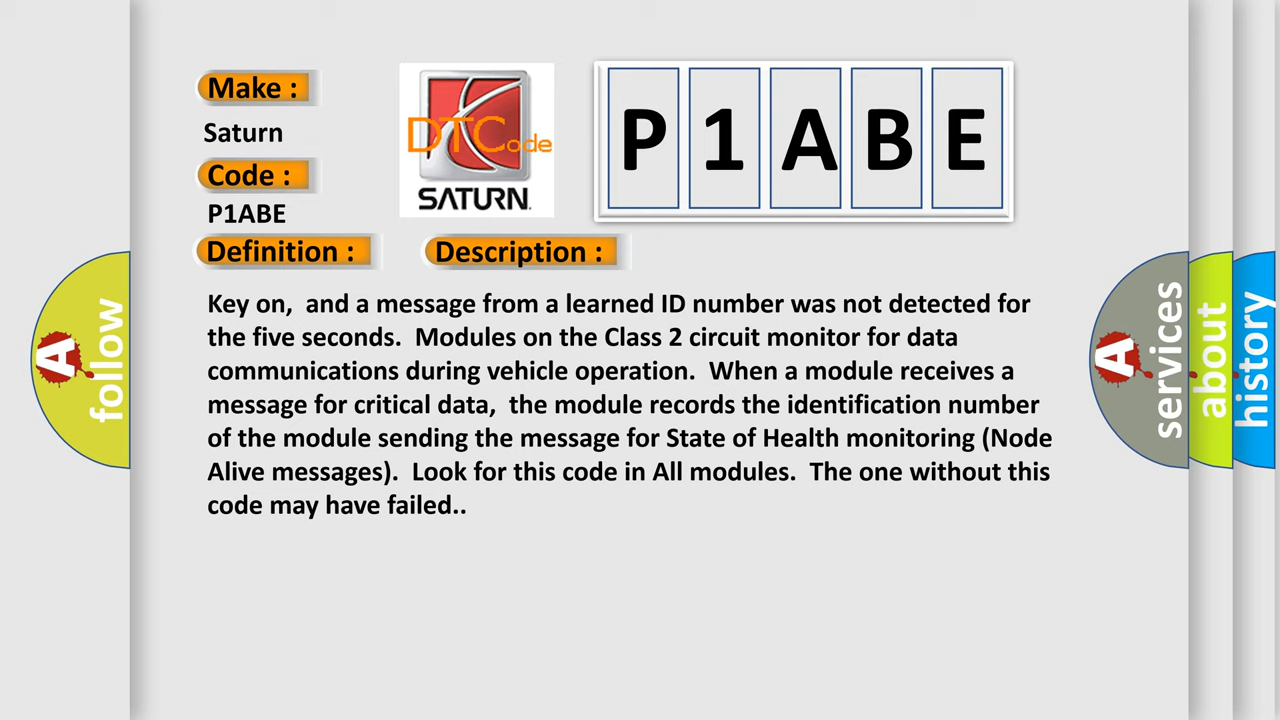 Make :
Saturn
Code :
P1ABE
Definition :
Description :
DTCode
SATURN.
P 1 A B E
Key on,  and a message from a learned ID number was not detected for
the five seconds  Modules on the Class 2 circuit monitor for data
communications during vehicle operation  When a module receives a
message for critical data,  the module records the identification number
of the module sending the message for State of Health monitoring (Node
Alive messages)  Look for this code in All modules  The one without this
code may have failed..
A follow
A services
about
history